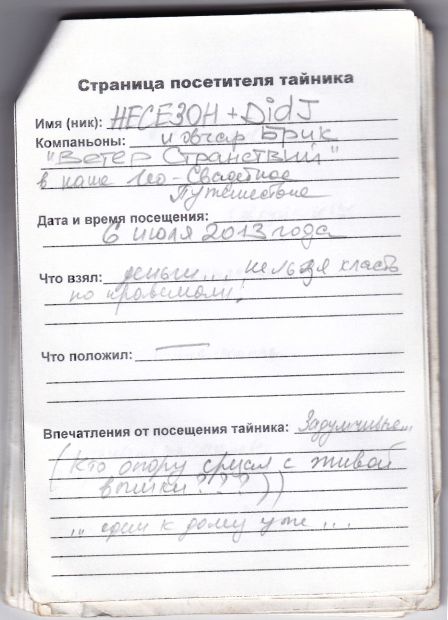 Страница посетителя тайника
Имя (ник): НЕСЕЗОН + DidJ
Компаньоны: и овчар Брик
"Ветер Странствий"
в наше Гео-Свадебное
Путешествие
Дата и время посещения:
6 июля 2013 года
Что взял: деньги... нельзя класть
по правилам!
Что положил: —
Впечатления от посещения тайника: Задумчивые...
(Кто опору срысал с живой
???))
... едем к дому уже ...